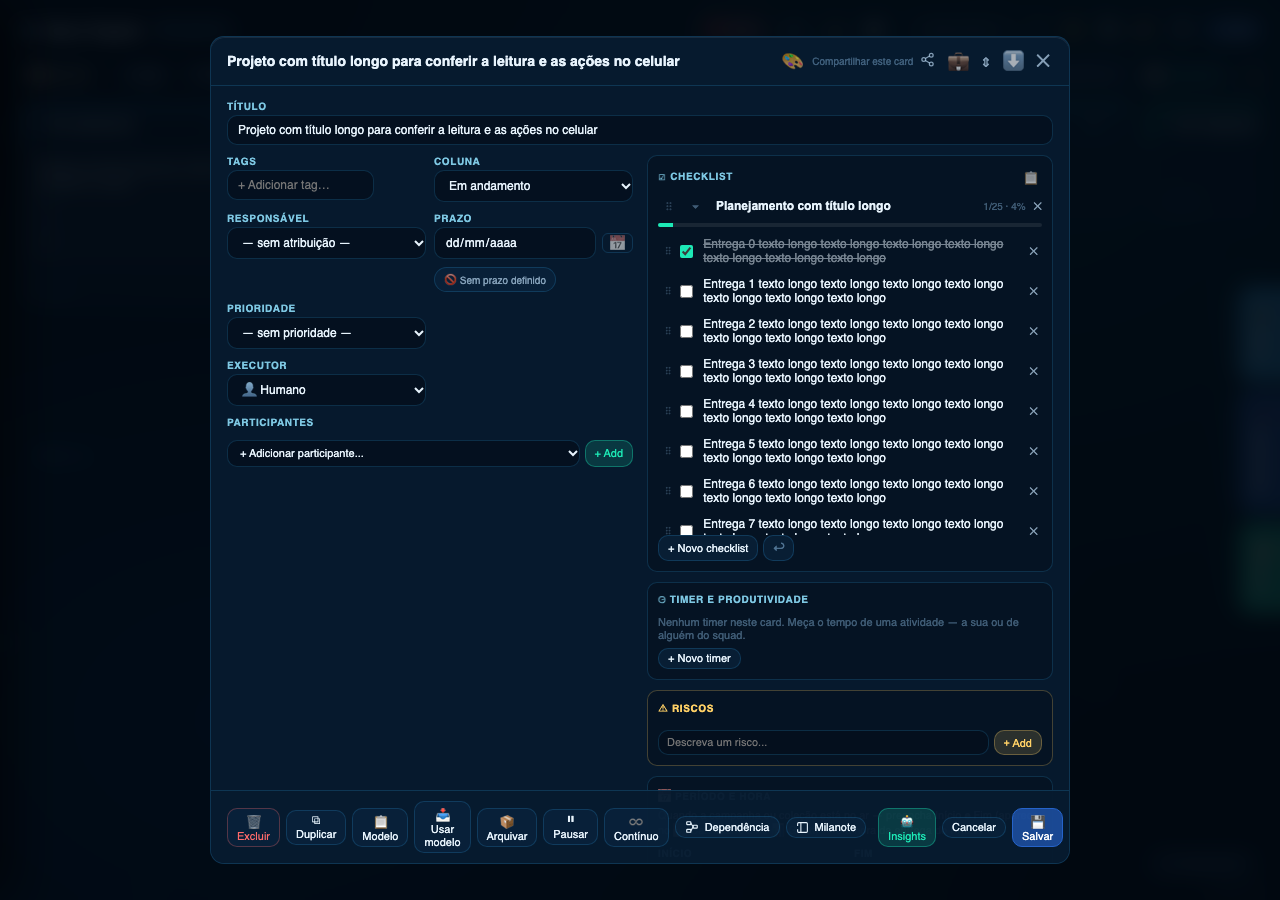 Projeto com título longo para conferir a leitura e as ações no celular
Compartilhar este card
TÍTULO
Projeto com título longo para conferir a leitura e as ações no celular
TAGS
+ Adicionar tag…
COLUNA
Em andamento
RESPONSÁVEL
— sem atribuição —
PRAZO
dd/mm/aaaa
Sem prazo definido
PRIORIDADE
— sem prioridade —
EXECUTOR
Humano
PARTICIPANTES
+ Adicionar participante...
+ Add
CHECKLIST
Planejamento com título longo
1/25 · 4%
Entrega 0 texto longo texto longo texto longo texto longo
texto longo texto longo texto longo
Entrega 1 texto longo texto longo texto longo texto longo
texto longo texto longo texto longo
Entrega 2 texto longo texto longo texto longo texto longo
texto longo texto longo texto longo
Entrega 3 texto longo texto longo texto longo texto longo
texto longo texto longo texto longo
Entrega 4 texto longo texto longo texto longo texto longo
texto longo texto longo texto longo
Entrega 5 texto longo texto longo texto longo texto longo
texto longo texto longo texto longo
Entrega 6 texto longo texto longo texto longo texto longo
texto longo texto longo texto longo
Entrega 7 texto longo texto longo texto longo texto longo
+ Novo checklist
TIMER E PRODUTIVIDADE
Nenhum timer neste card. Meça o tempo de uma atividade — a sua ou de
alguém do squad.
+ Novo timer
RISCOS
Descreva um risco...
+ Add
Excluir
Duplicar
Modelo
Usar
modelo
Arquivar
Pausar
Contínuo
Dependência
Milanote
Insights
Cancelar
Salvar